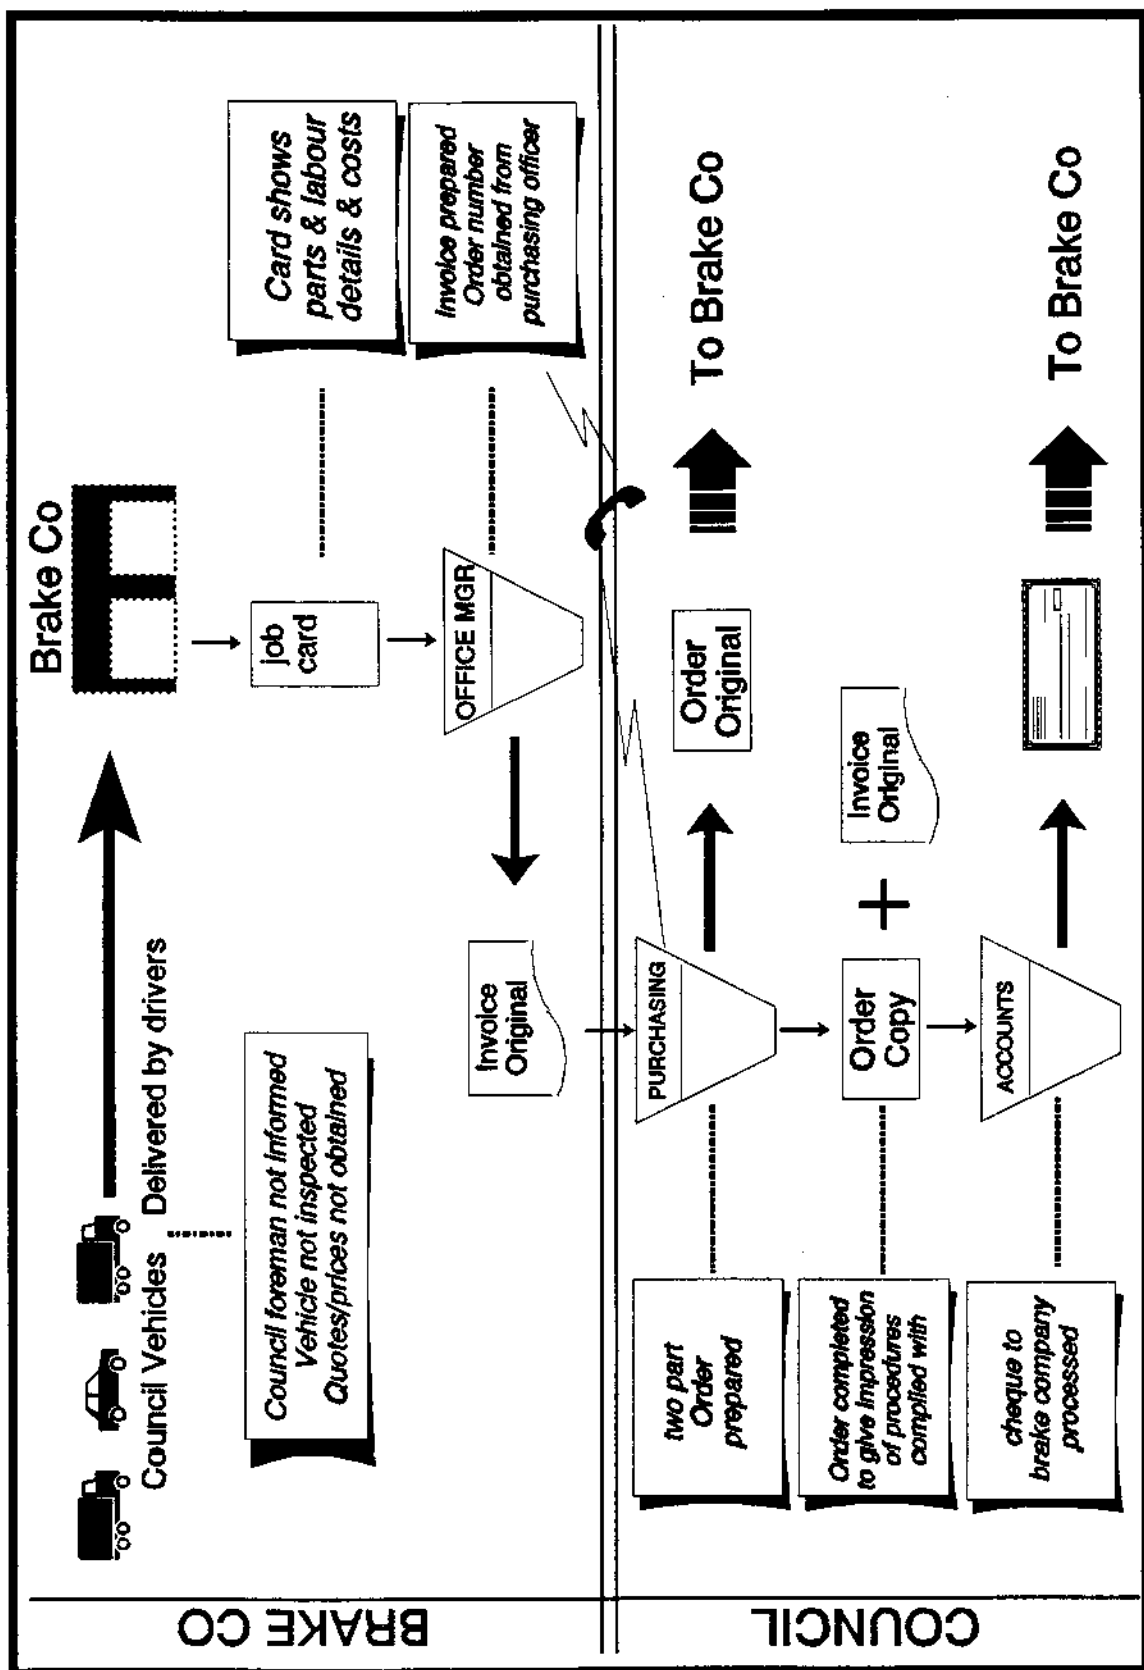 BRAKE CO
Council Vehicles
Delivered by drivers
Council foreman not informed
Vehicle not inspected
Quotes/prices not obtained
Brake Co
job
card
Card shows
parts & labour
details & costs
OFFICE MGR
Invoice prepared
Order number
obtained from
purchasing officer
Invoice
Original
COUNCIL
two part
Order
prepared
PURCHASING
Order
Original
To Brake Co
Order completed
to give impression
of procedures
complied with
Order
Copy
+
Invoice
Original
cheque to
brake company
processed
ACCOUNTS
To Brake Co